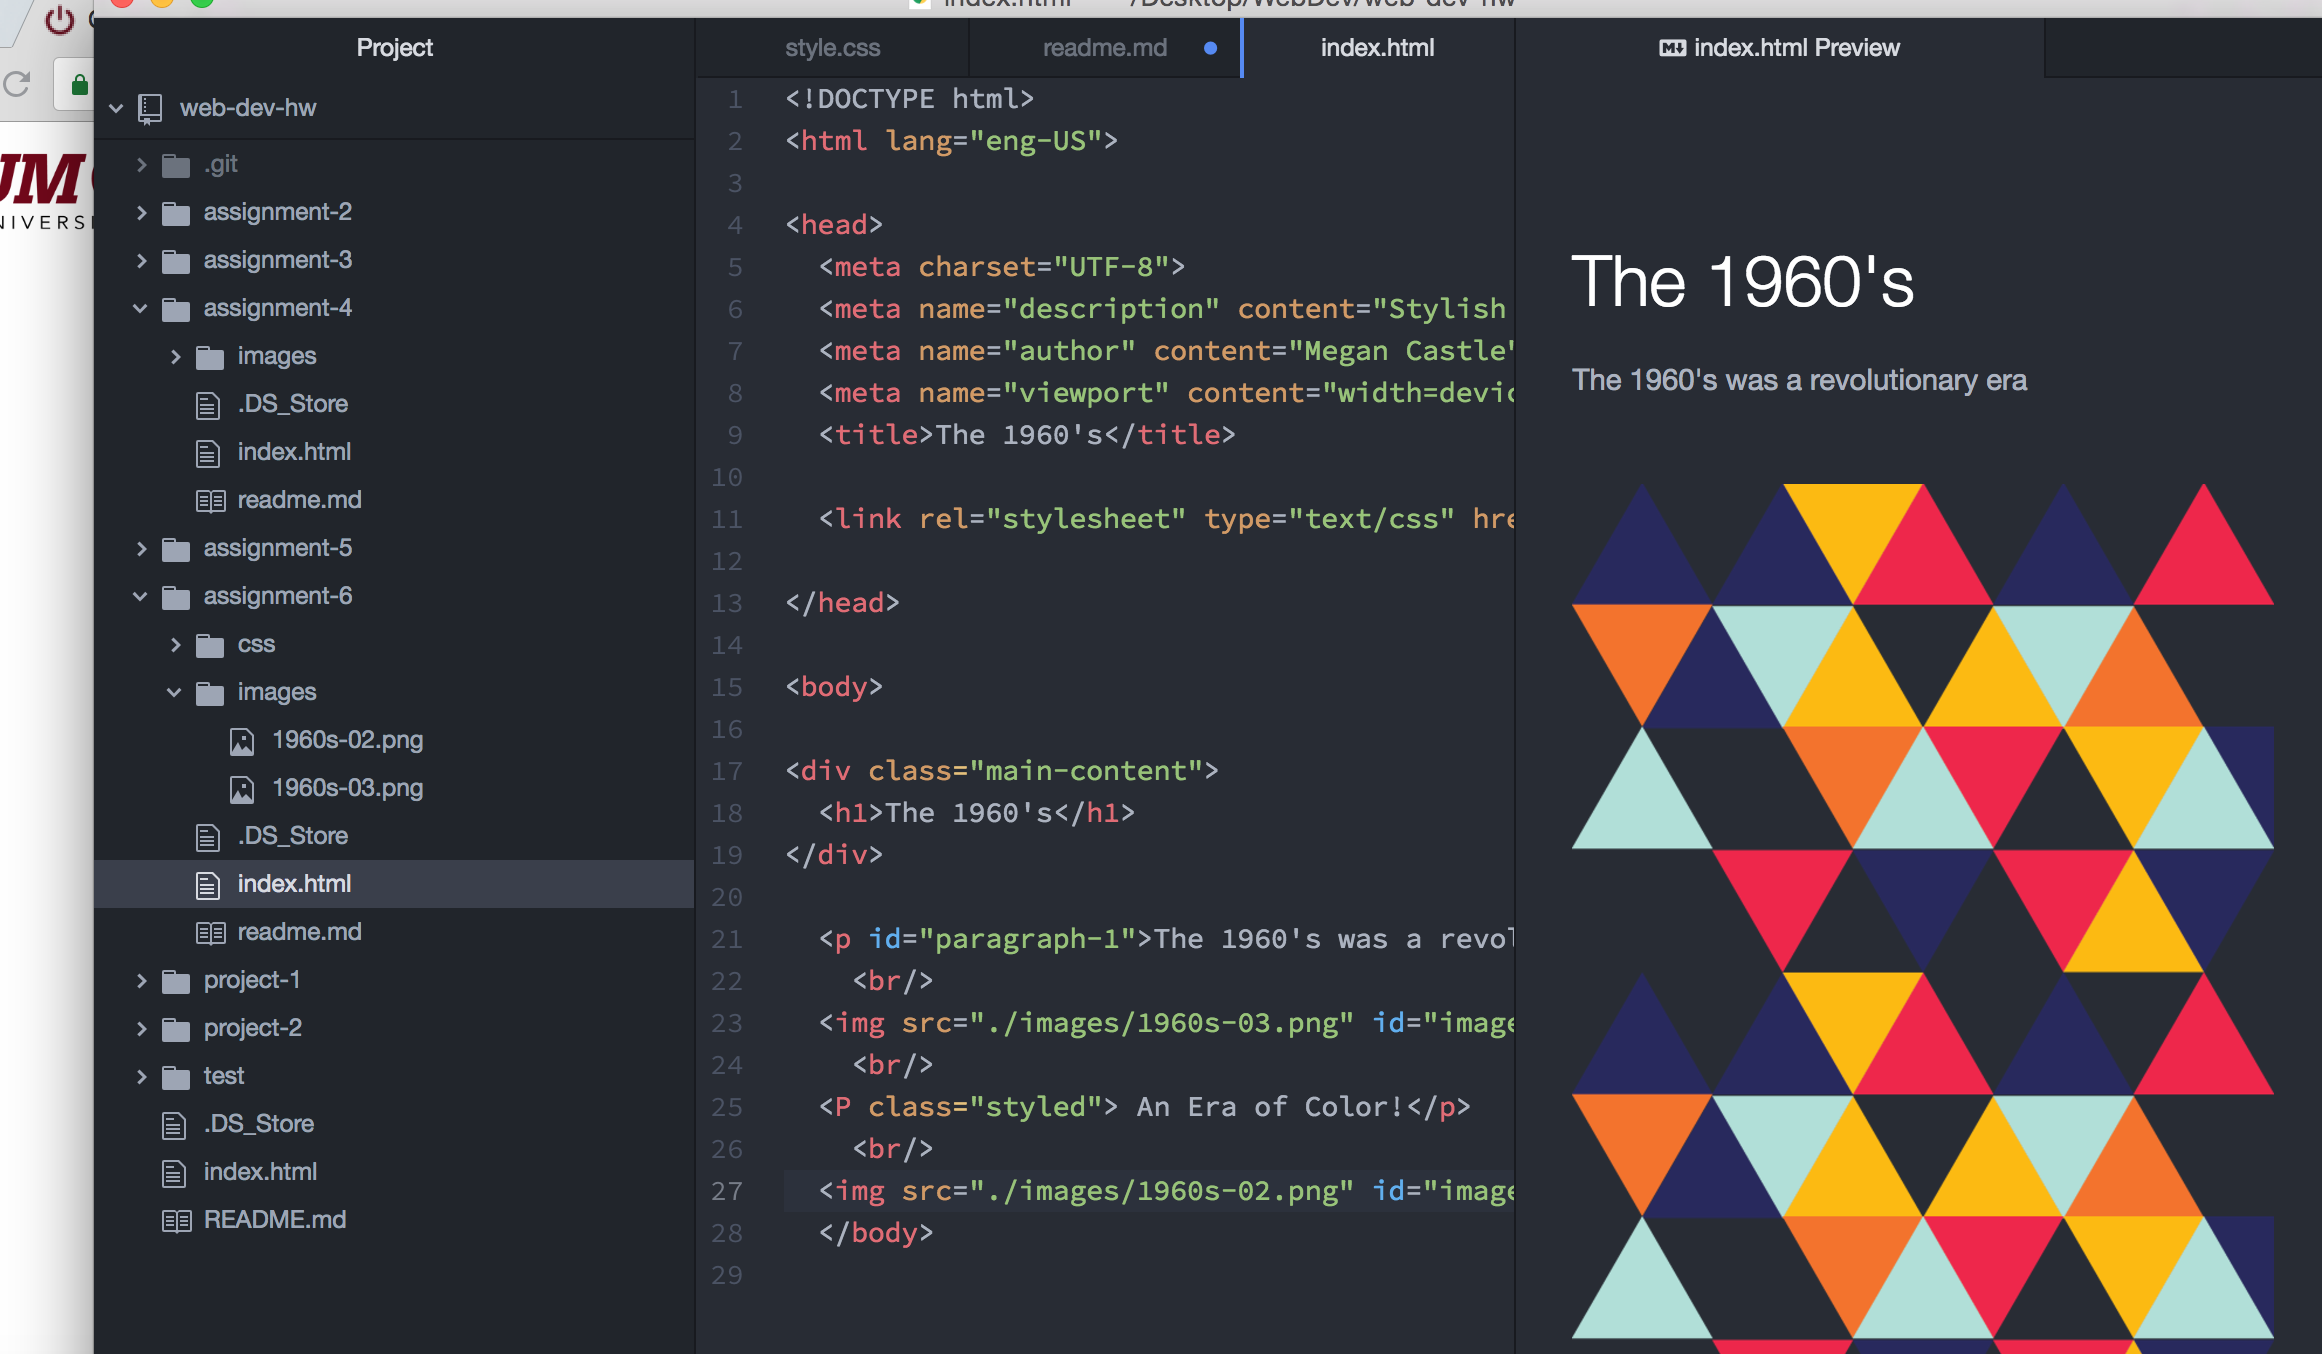 index.html — ~/Desktop/WebDev/web-dev-hw
UM
NIVERSI
Project
web-dev-hw
.git
assignment-2
assignment-3
assignment-4
images
.DS_Store
index.html
readme.md
assignment-5
assignment-6
css
images
1960s-02.png
1960s-03.png
.DS_Store
index.html
readme.md
project-1
project-2
test
.DS_Store
index.html
README.md
style.css
readme.md
index.html
index.html Preview
1 <!DOCTYPE html>
2 <html lang="eng-US">
3
4 <head>
5 <meta charset="UTF-8">
6 <meta name="description" content="Stylish
7 <meta name="author" content="Megan Castle"
8 <meta name="viewport" content="width=devic
9 <title>The 1960's</title>
10
11 <link rel="stylesheet" type="text/css" hre
12
13 </head>
14
15 <body>
16
17 <div class="main-content">
18 <h1>The 1960's</h1>
19 </div>
20
21 <p id="paragraph-1">The 1960's was a revol
22 <br/>
23 <img src="./images/1960s-03.png" id="image
24 <br/>
25 <P class="styled"> An Era of Color!</p>
26 <br/>
27 <img src="./images/1960s-02.png" id="image
28 </body>
29
The 1960's
The 1960's was a revolutionary era